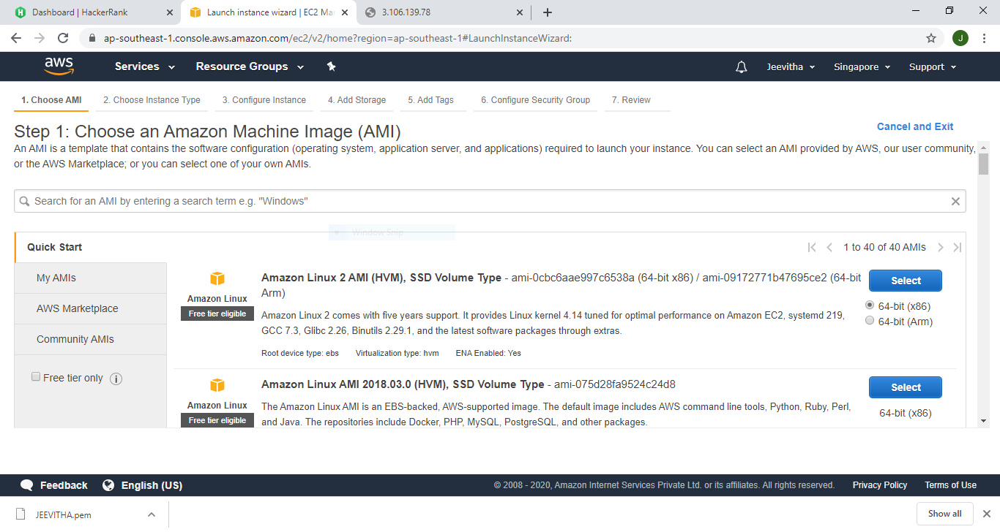 Dashboard | HackerRank
Launch instance wizard | EC2 Ma
3.106.139.78
ap-southeast-1.console.aws.amazon.com/ec2/v2/home?region=ap-southeast-1#LaunchInstanceWizard:
J
aws Services Resource Groups Jeevitha Singapore Support
1. Choose AMI 2. Choose Instance Type 3. Configure Instance 4. Add Storage 5. Add Tags 6. Configure Security Group 7. Review
Step 1: Choose an Amazon Machine Image (AMI)
Cancel and Exit
An AMI is a template that contains the software configuration (operating system, application server, and applications) required to launch your instance. You can select an AMI provided by AWS, our user community,
or the AWS Marketplace; or you can select one of your own AMIs.
Search for an AMI by entering a search term e.g. "Windows"
Window Snip
Quick Start
1 to 40 of 40 AMIs
My AMIs
AWS Marketplace
Community AMIs
Free tier only
Amazon Linux
Free tier eligible
Amazon Linux 2 AMI (HVM), SSD Volume Type - ami-0cbc6aae997c6538a (64-bit x86) / ami-09172771b47695ce2 (64-bit
Arm)
Amazon Linux 2 comes with five years support. It provides Linux kernel 4.14 tuned for optimal performance on Amazon EC2, systemd 219,
GCC 7.3, Glibc 2.26, Binutils 2.29.1, and the latest software packages through extras.
Root device type: ebs Virtualization type: hvm ENA Enabled: Yes
Select
64-bit (x86)
64-bit (Arm)
Amazon Linux
Free tier eligible
Amazon Linux AMI 2018.03.0 (HVM), SSD Volume Type - ami-075d28fa9524c24d8
The Amazon Linux AMI is an EBS-backed, AWS-supported image. The default image includes AWS command line tools, Python, Ruby, Perl,
and Java. The repositories include Docker, PHP, MySQL, PostgreSQL, and other packages.
Select
64-bit (x86)
Feedback English (US) © 2008 - 2020, Amazon Internet Services Private Ltd. or its affiliates. All rights reserved. Privacy Policy Terms of Use
JEEVITHA.pem
Show all